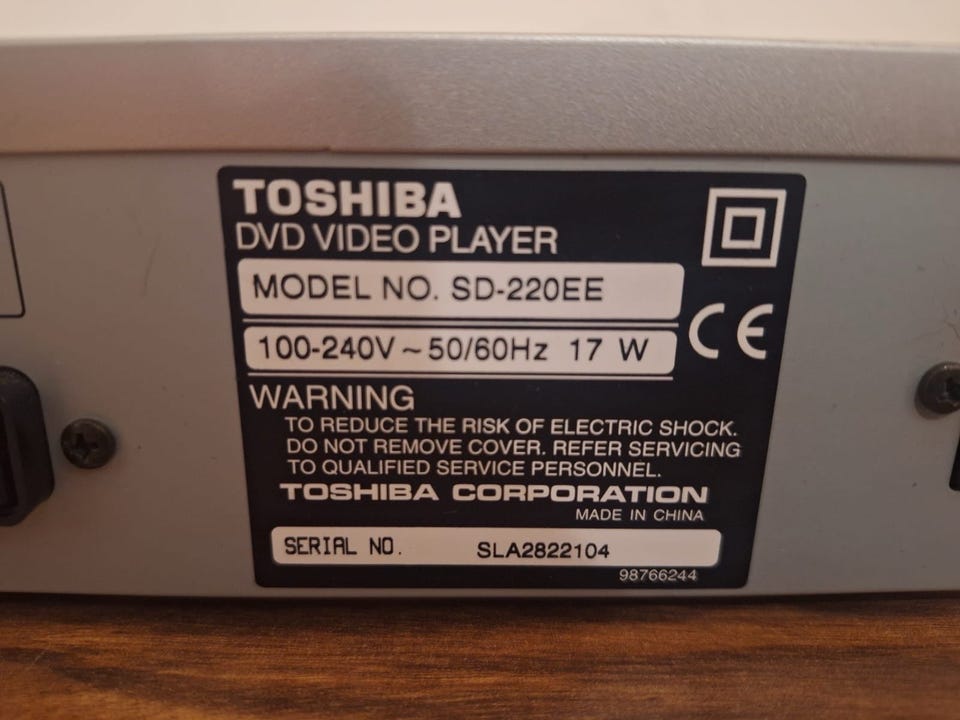 TOSHIBA
DVD VIDEO PLAYER
MODEL NO. SD-220EE
100-240V ~ 50/60Hz 17 W
CE
WARNING
TO REDUCE THE RISK OF ELECTRIC SHOCK.
DO NOT REMOVE COVER. REFER SERVICING
TO QUALIFIED SERVICE PERSONNEL.
TOSHIBA CORPORATION
MADE IN CHINA
SERIAL NO. SLA2822104
98766244